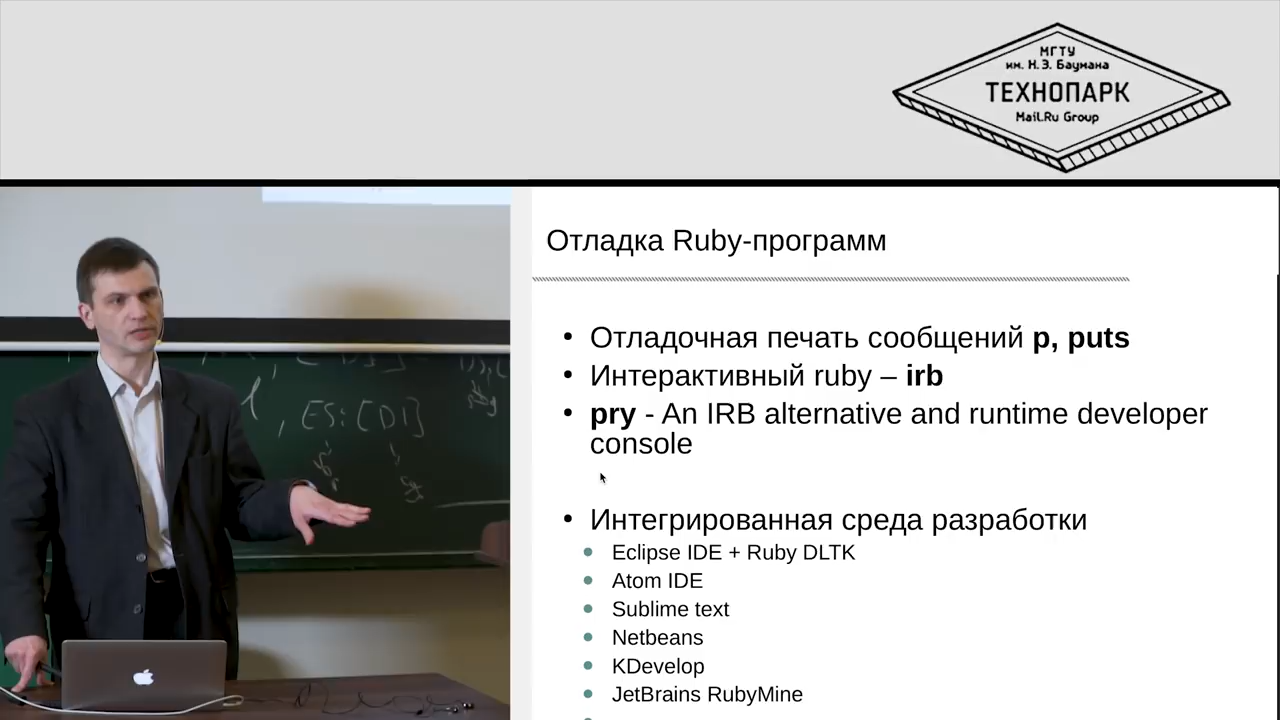 МГТУ
им. Н.Э. Баумана
ТЕХНОПАРК
Mail.Ru Group
Отладка Ruby-программ
• Отладочная печать сообщений p, puts
• Интерактивный ruby – irb
• pry - An IRB alternative and runtime developer
console
• Интегрированная среда разработки
• Eclipse IDE + Ruby DLTK
• Atom IDE
• Sublime text
• Netbeans
• KDevelop
• JetBrains RubyMine
, ES:[DI]